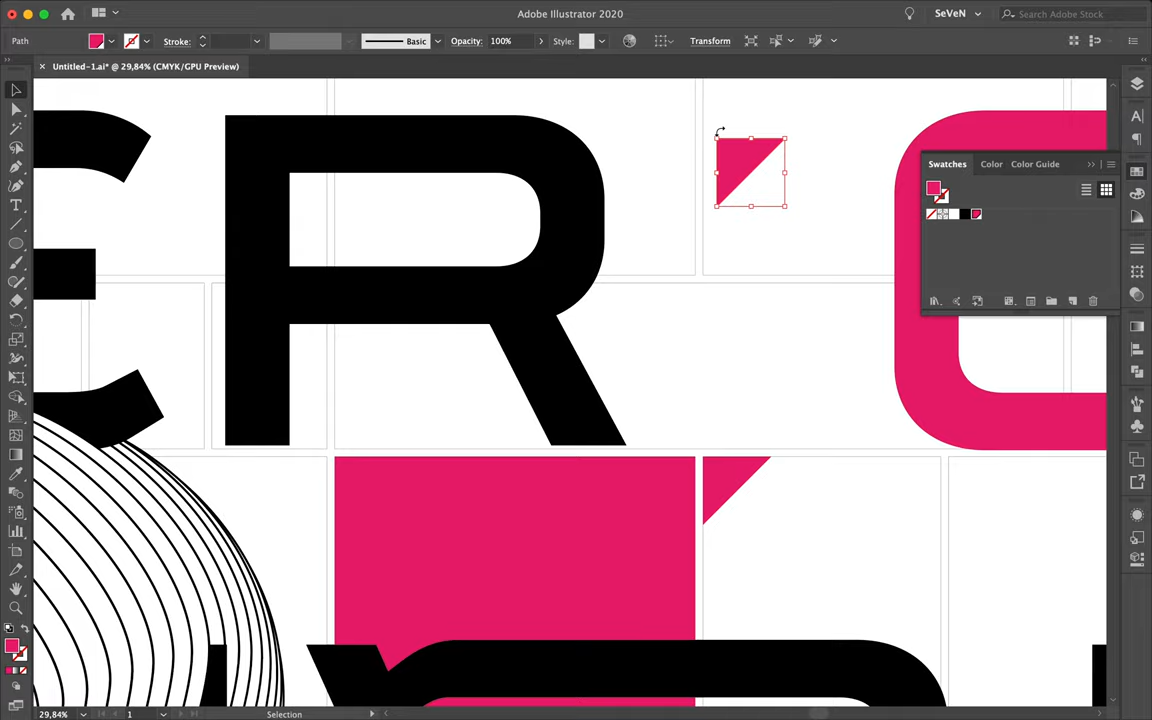 Adobe Illustrator 2020
SeVeN
Search Adobe Stock
Path
Stroke:
Basic
Opacity:
100%
Style:
Transform
× Untitled-1.ai* @ 29,84% (CMYK/GPU Preview)
R
Swatches
Color
Color Guide
29,84%
1
Selection